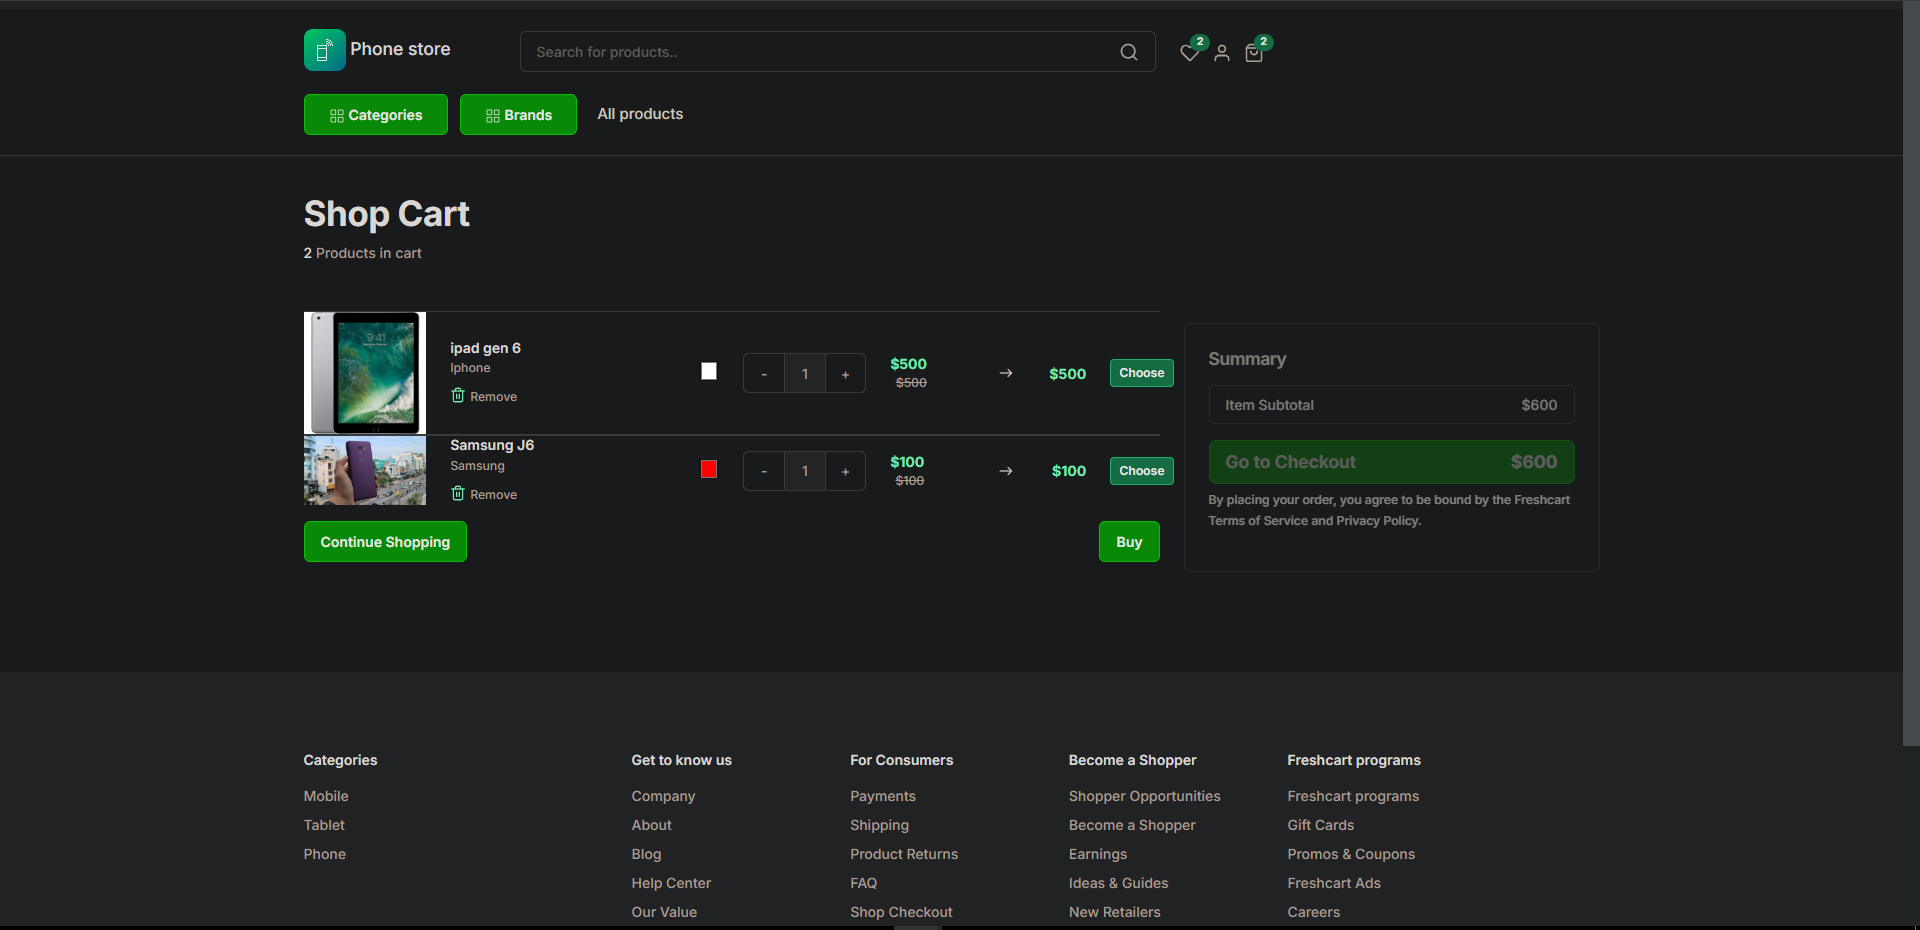 Phone store
Search for products..
2
2
Categories
Brands
All products
Shop Cart
2 Products in cart
ipad gen 6
Iphone
Remove
- 1 +
$500
$500
→
$500
Choose
Samsung J6
Samsung
Remove
- 1 +
$100
$100
→
$100
Choose
Continue Shopping
Buy
Summary
Item Subtotal $600
Go to Checkout $600
By placing your order, you agree to be bound by the Freshcart
Terms of Service and Privacy Policy.
Categories
Mobile
Tablet
Phone
Get to know us
Company
About
Blog
Help Center
Our Value
For Consumers
Payments
Shipping
Product Returns
FAQ
Shop Checkout
Become a Shopper
Shopper Opportunities
Become a Shopper
Earnings
Ideas & Guides
New Retailers
Freshcart programs
Freshcart programs
Gift Cards
Promos & Coupons
Freshcart Ads
Careers